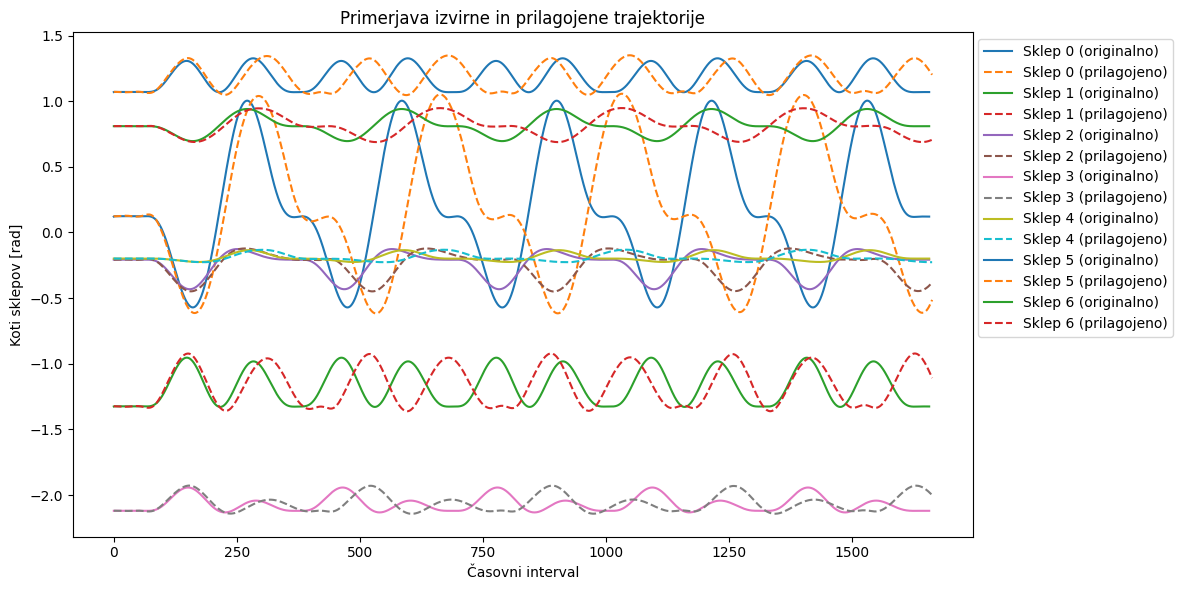 Primerjava izvirne in prilagojene trajektorije
1.5
1.0
0.5
0.0
−0.5
−1.0
−1.5
−2.0
Koti sklepov [rad]
0 250 500 750 1000 1250 1500
Časovni interval
Sklep 0 (originalno)
Sklep 0 (prilagojeno)
Sklep 1 (originalno)
Sklep 1 (prilagojeno)
Sklep 2 (originalno)
Sklep 2 (prilagojeno)
Sklep 3 (originalno)
Sklep 3 (prilagojeno)
Sklep 4 (originalno)
Sklep 4 (prilagojeno)
Sklep 5 (originalno)
Sklep 5 (prilagojeno)
Sklep 6 (originalno)
Sklep 6 (prilagojeno)